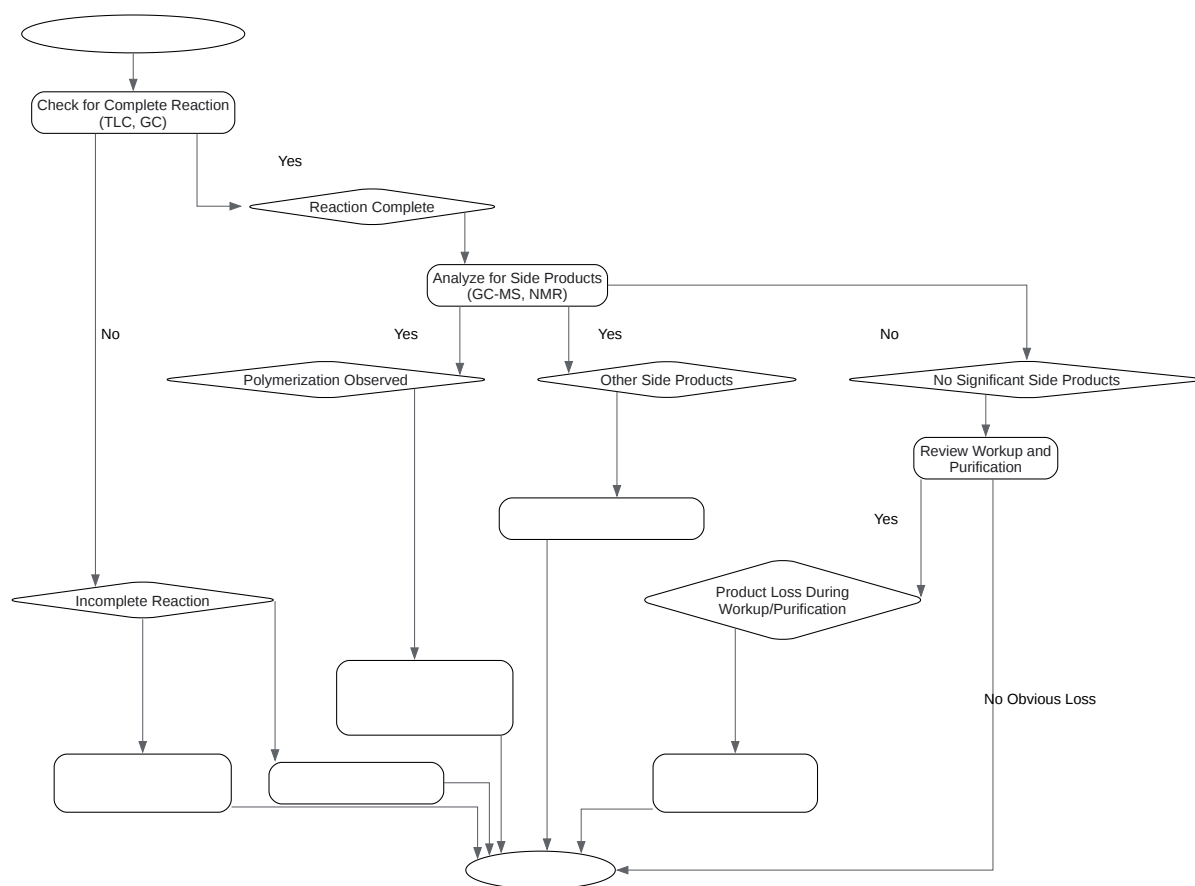 Check for Complete Reaction
(TLC, GC)
Yes
Reaction Complete
Analyze for Side Products
(GC-MS, NMR)
No
Yes
Yes
No
Polymerization Observed
Other Side Products
No Significant Side Products
Review Workup and
Purification
Yes
Product Loss During
Workup/Purification
Incomplete Reaction
No Obvious Loss